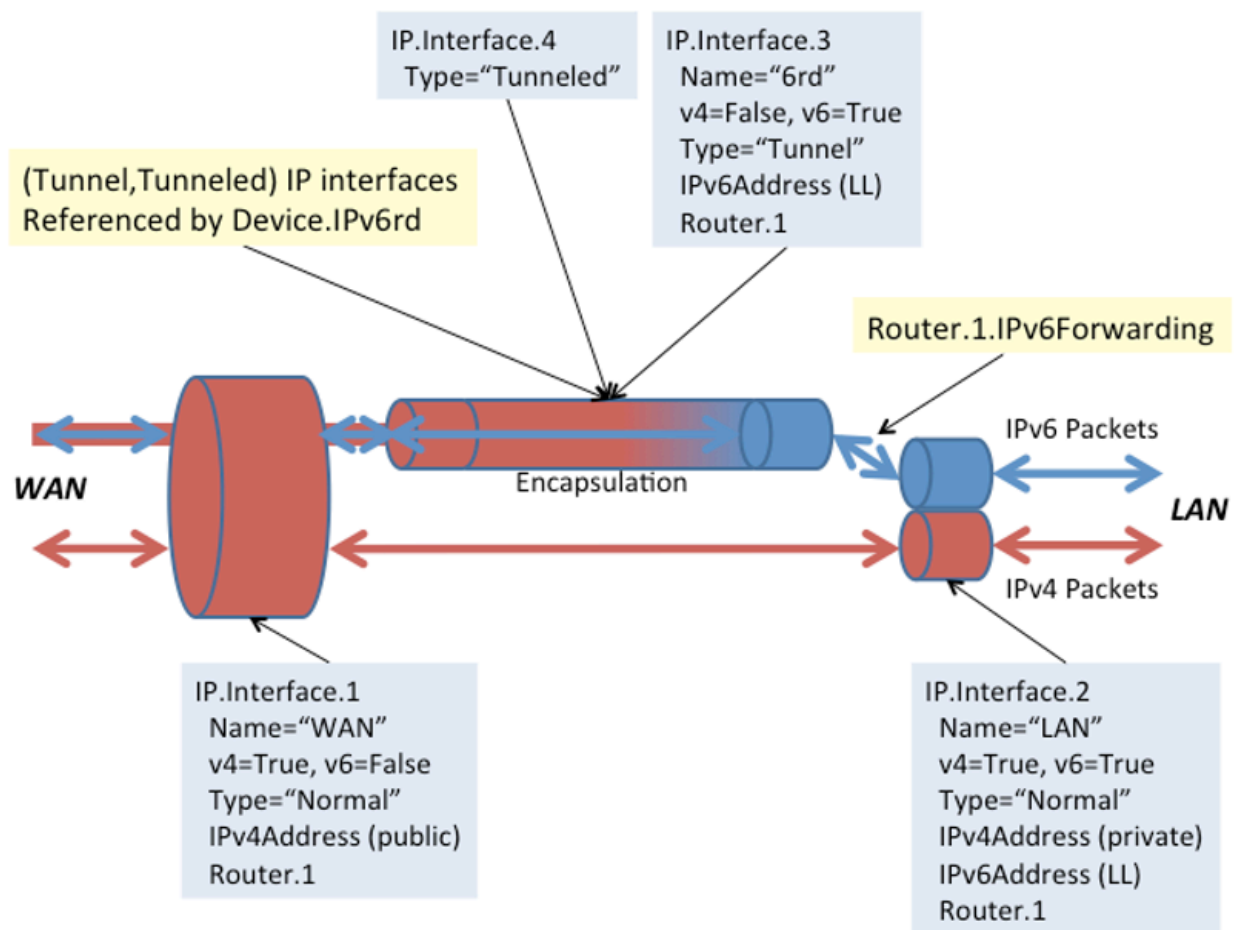 IP.Interface.4
Type=“Tunneled”
IP.Interface.3
Name=“6rd”
v4=False, v6=True
Type=“Tunnel”
IPv6Address (LL)
Router.1
(Tunnel,Tunneled) IP interfaces
Referenced by Device.IPv6rd
Router.1.IPv6Forwarding
IPv6 Packets
WAN
Encapsulation
LAN
IPv4 Packets
IP.Interface.1
Name=“WAN”
v4=True, v6=False
Type=“Normal”
IPv4Address (public)
Router.1
IP.Interface.2
Name=“LAN”
v4=True, v6=True
Type=“Normal”
IPv4Address (private)
IPv6Address (LL)
Router.1